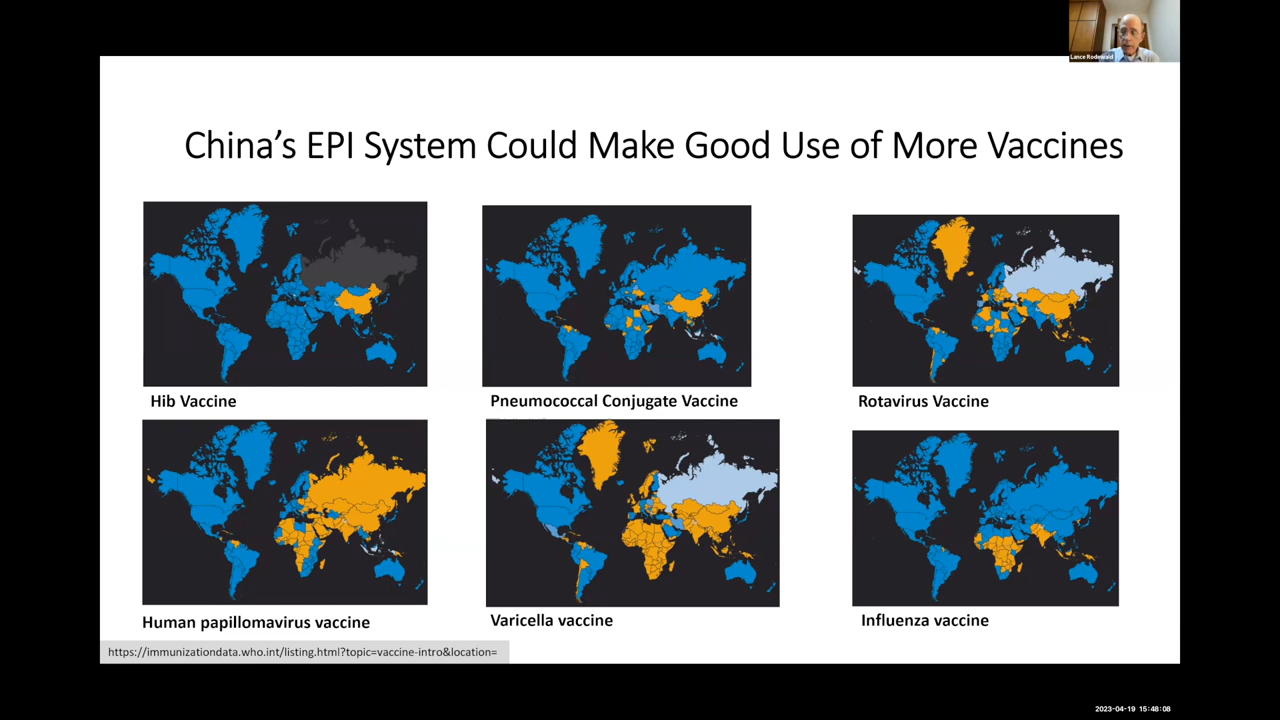 Lance Rodewald
China's EPI System Could Make Good Use of More Vaccines
Hib Vaccine
Pneumococcal Conjugate Vaccine
Rotavirus Vaccine
Human papillomavirus vaccine
Varicella vaccine
Influenza vaccine
https://immunizationdata.who.int/listing.html?topic=vaccine-intro&location=
2023-04-19 15:48:08